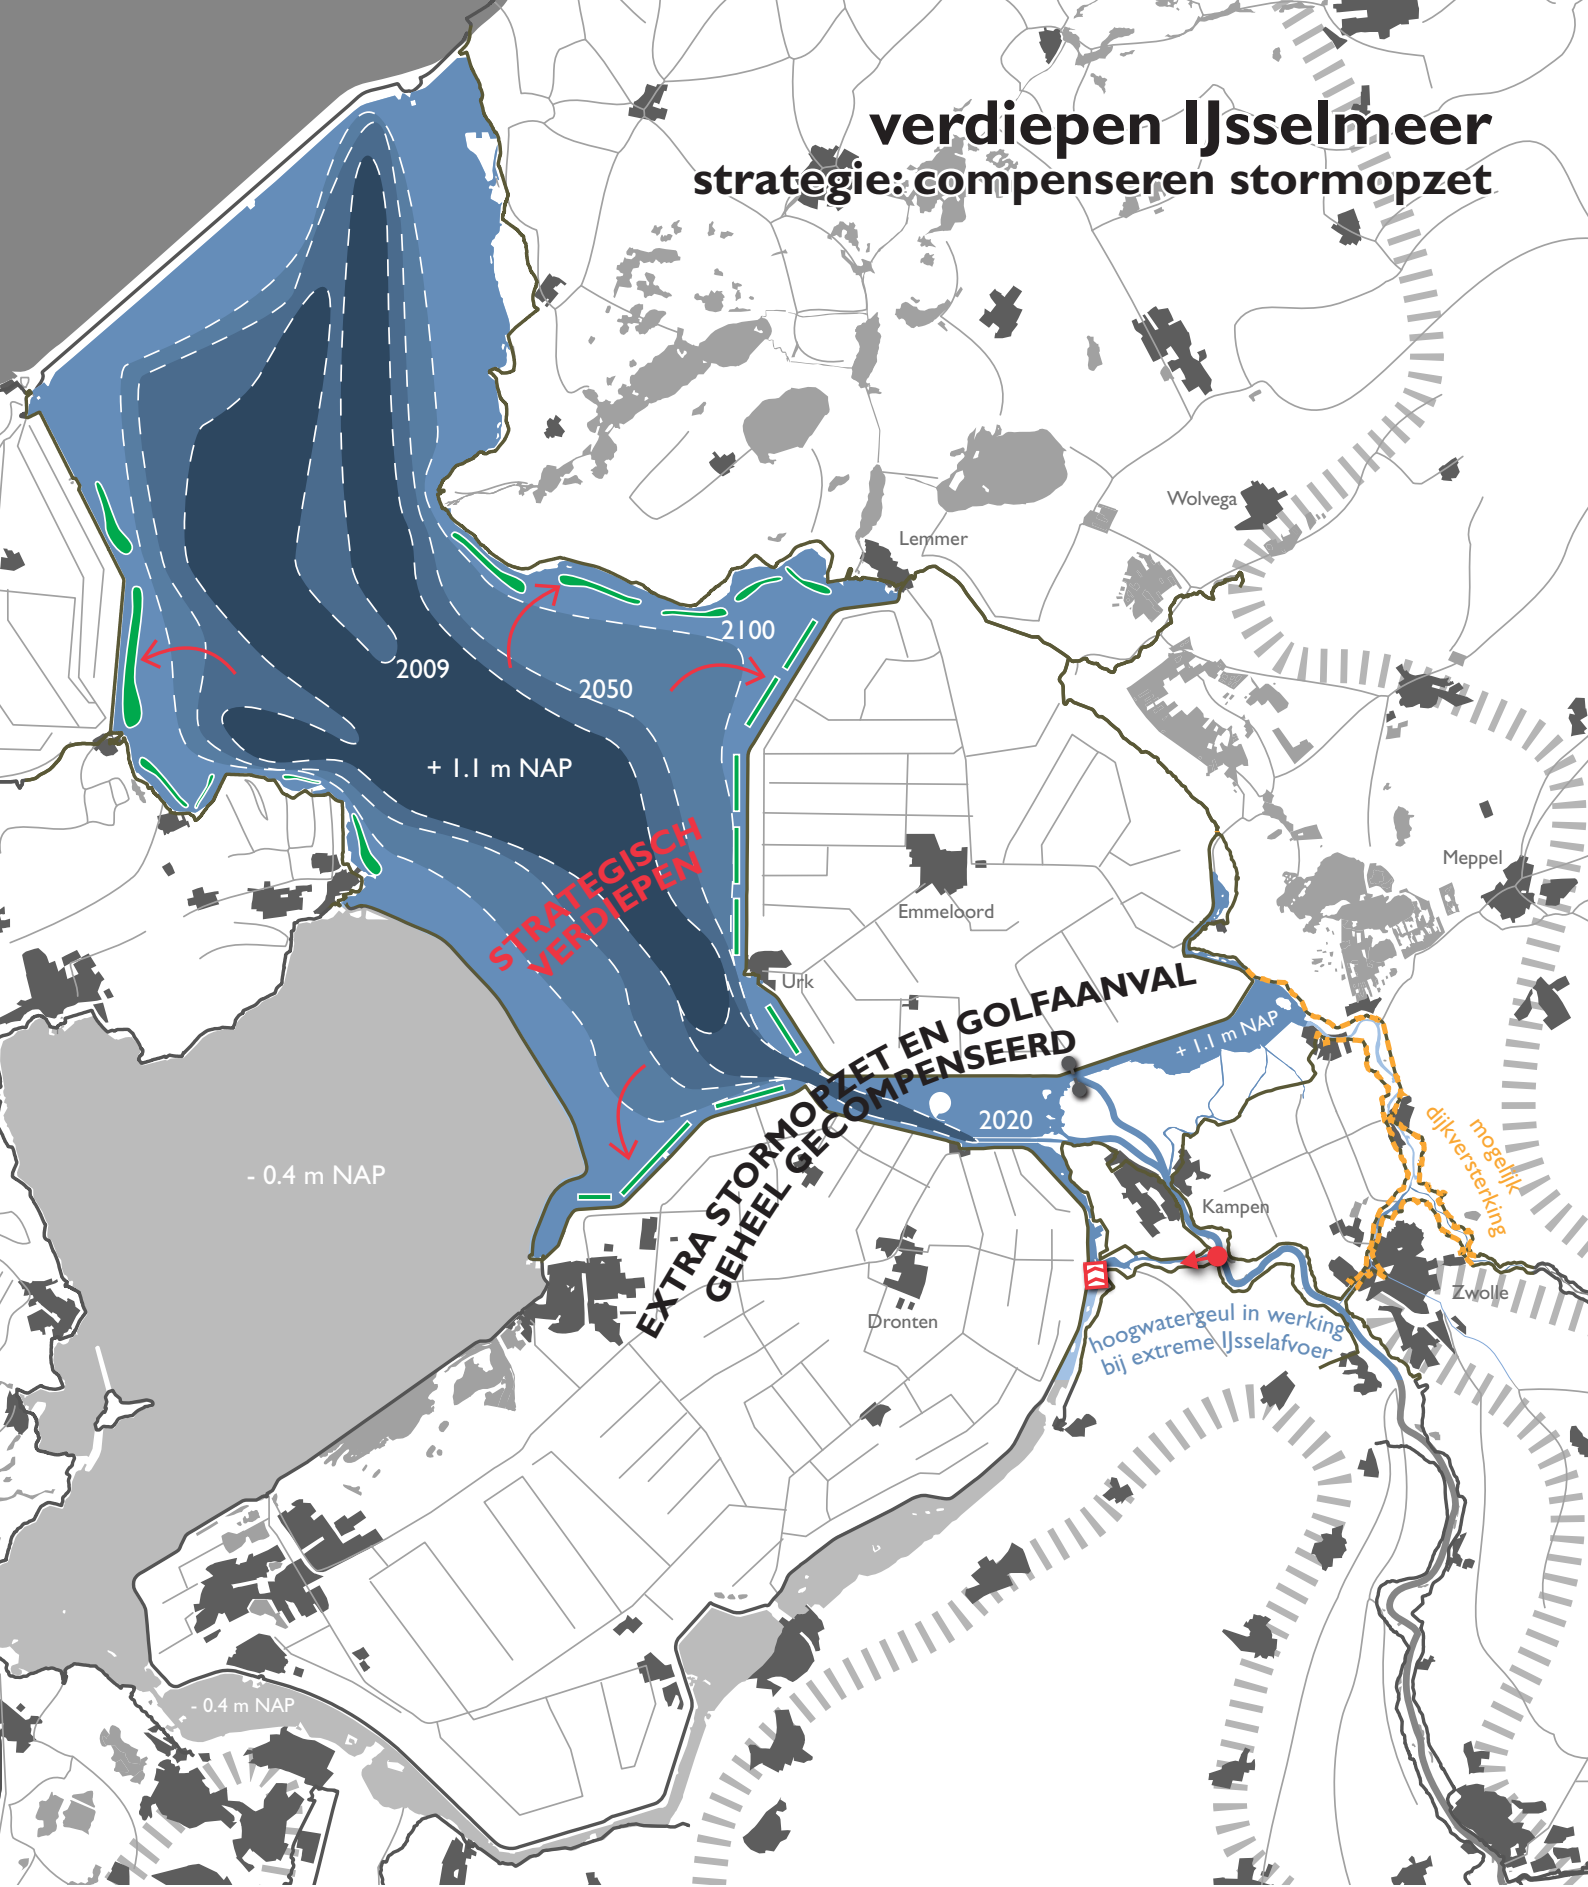 verdiepen IJsselmeer
strategie: compenseren stormopzet
Wolvega
Lemmer
2100
2009
2050
+ 1.1 m NAP
STRATEGISCH
VERDIEPEN
Meppel
Emmeloord
Urk
EXTRA STORMOPZET EN GOLFAANVAL
GEHEEL GECOMPENSEERD
+ 1.1 m NAP
2020
mogelijk
dijkversterking
- 0.4 m NAP
Kampen
Zwolle
Dronten
hoogwatergeul in werking
bij extreme IJsselafvoer
- 0.4 m NAP